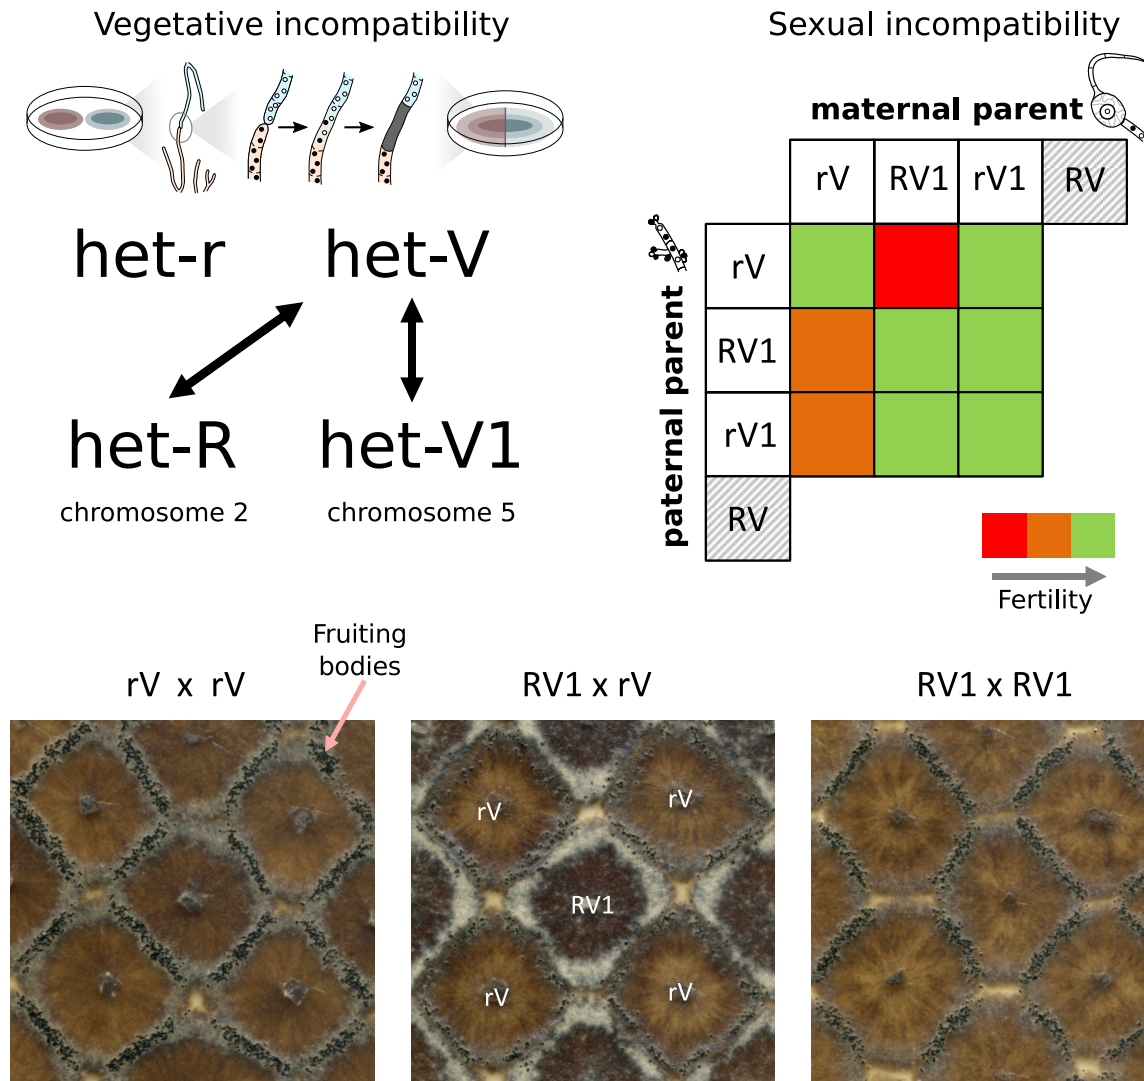 Vegetative incompatibility
Sexual incompatibility
maternal parent
rV RV1 rV1 RV
paternal parent
rV
RV1
rV1
RV
het-r het-V
het-R het-V1
chromosome 2 chromosome 5
Fertility
Fruiting
bodies
rV x rV
RV1 x rV
RV1 x RV1
rV
rV
RV1
rV
rV